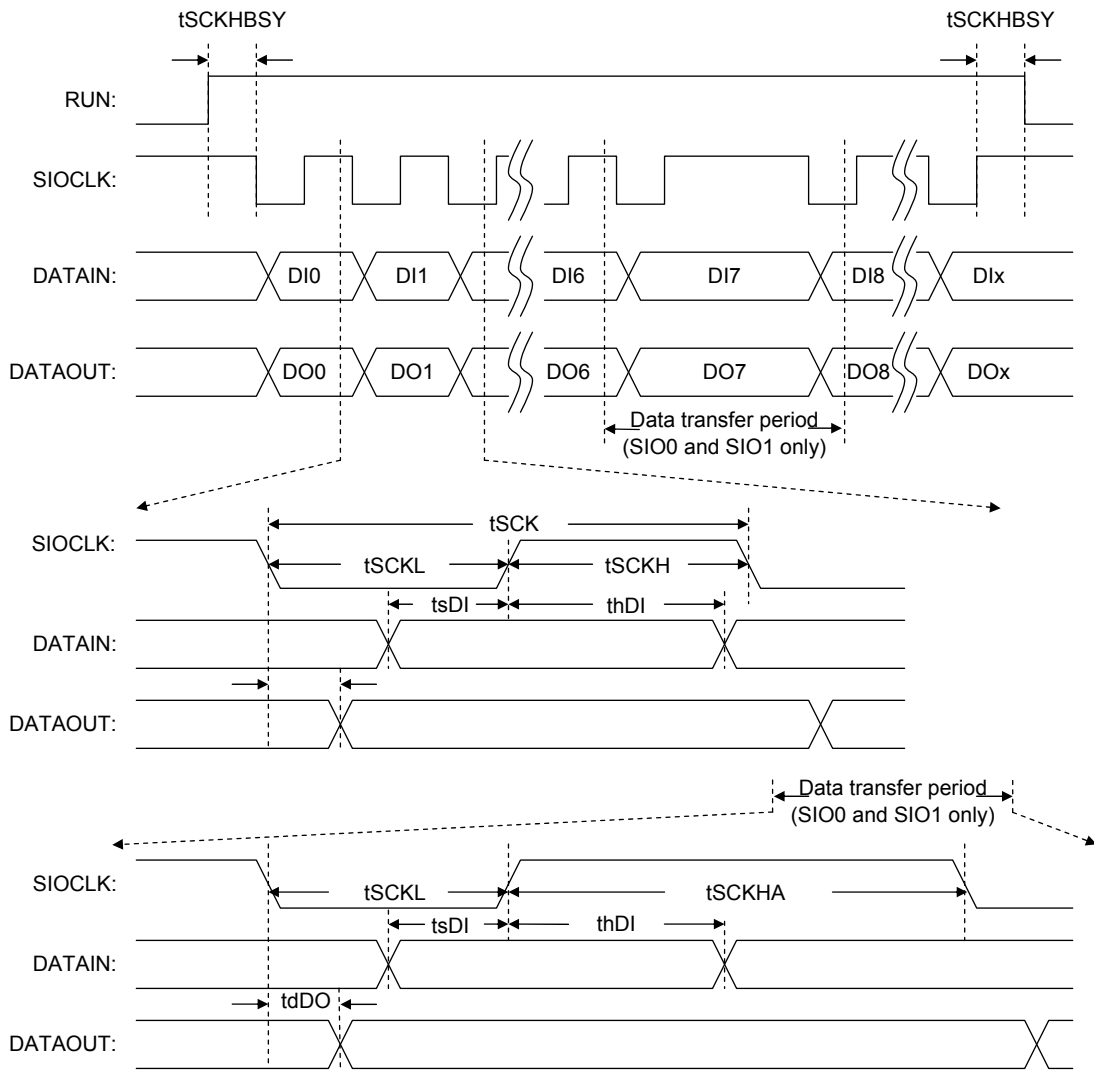 tSCKHBSY tSCKHBSY
RUN:
SIOCLK:
DATAIN: DI0 DI1 DI6 DI7 DI8 DIx
DATAOUT: DO0 DO1 DO6 DO7 DO8 DOx
Data transfer period
(SIO0 and SIO1 only)
tSCK
SIOCLK:
tSCKL tSCKH
tsDI thDI
DATAIN:
DATAOUT:
Data transfer period
(SIO0 and SIO1 only)
SIOCLK:
tSCKL tSCKHA
tsDI thDI
DATAIN:
tdDO
DATAOUT: